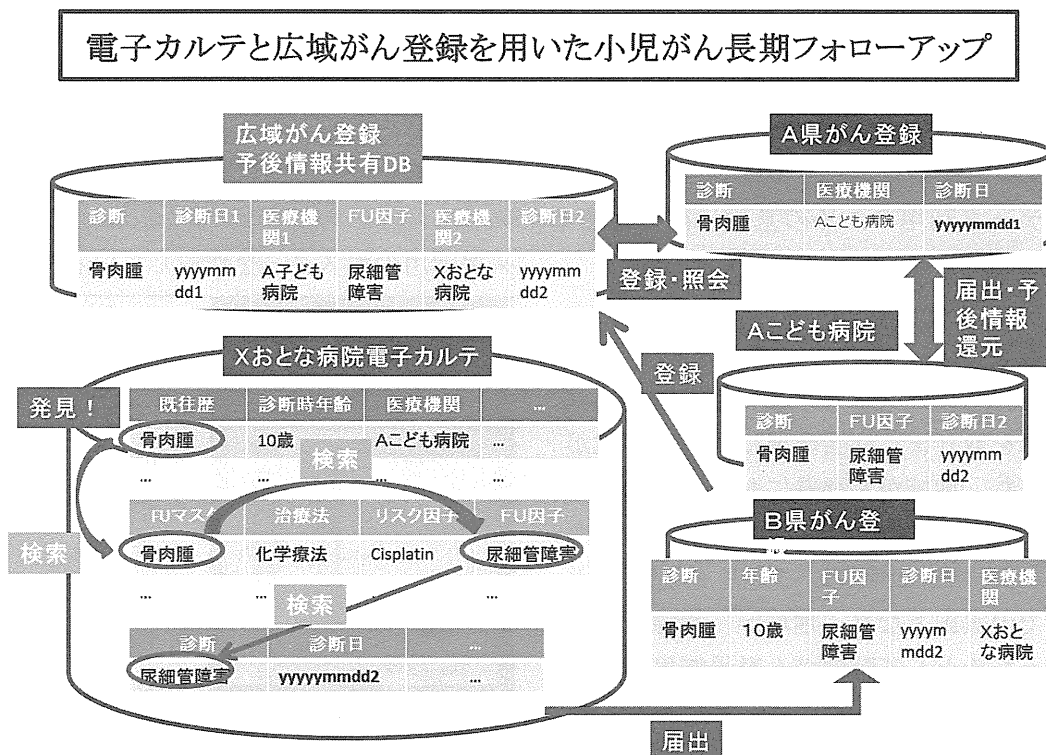 電子カルテと広域がん登録を用いた小児がん長期フォローアップ
広域がん登録
予後情報共有DB
診断 診断日1 医療機関1 FU因子 医療機関2 診断日2
骨肉腫 yyyymmdd1 A子ども病院 尿細管障害 Xおとな病院 yyyymmdd2
A県がん登録
診断 医療機関 診断日
骨肉腫 Aこども病院 yyyyymmdd1
登録・照会
届出・予後情報還元
Aこども病院
診断 FU因子 診断日2
骨肉腫 尿細管障害 yyyymmdd2
登録
Xおとな病院電子カルテ
発見!
既往歴 診断時年齢 医療機関 ...
骨肉腫 10歳 Aこども病院 ...
... ... ... ...
検索
FUマスタ 治療法 リスク因子 FU因子
検索
骨肉腫 化学療法 Cisplatin 尿細管障害
... ... ...
検索
診断 診断日 ...
尿細管障害 yyyyymmdd2 ...
B県がん登
診断 年齢 FU因子 診断日 医療機関
骨肉腫 10歳 尿細管障害 yyyymmdd2 Xおとな病院
届出